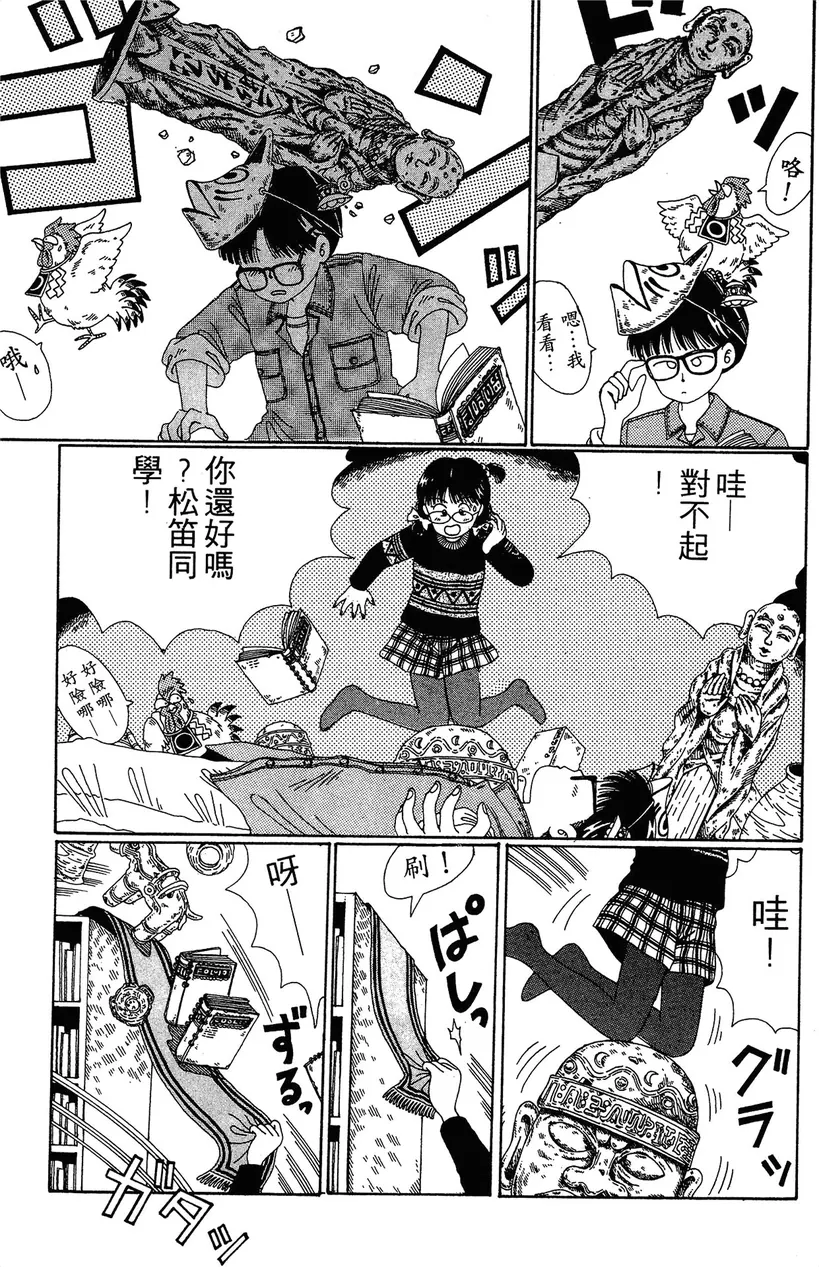 ドッ
咯！
嗯…我
看看…
ゴン
哦！
哇—
對不起
！
你還好嗎
？松笛同
學！
好險哪—
好險哪—
哇！
グラッ
刷！
ぱしっ
呀—
ずるっ
ガタッ